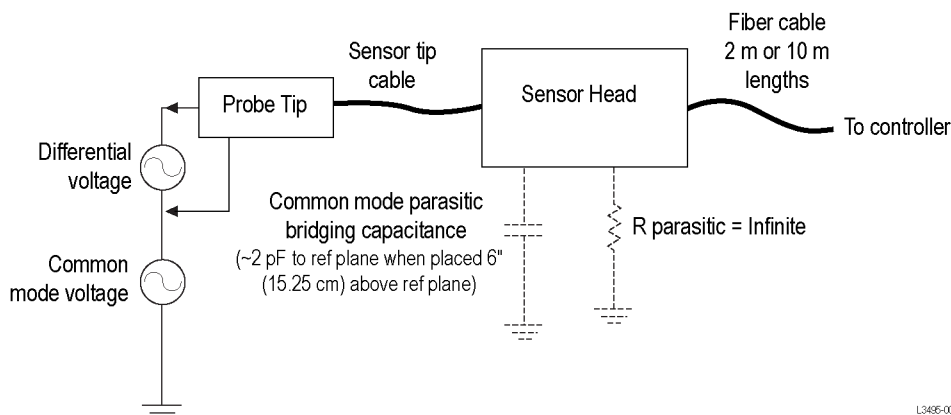 Fiber cable
2 m or 10 m
lengths
Sensor tip
cable
Probe Tip
Sensor Head
To controller
Differential
voltage
Common mode parasitic
bridging capacitance
(~2 pF to ref plane when placed 6"
(15.25 cm) above ref plane)
R parasitic = Infinite
Common
mode voltage